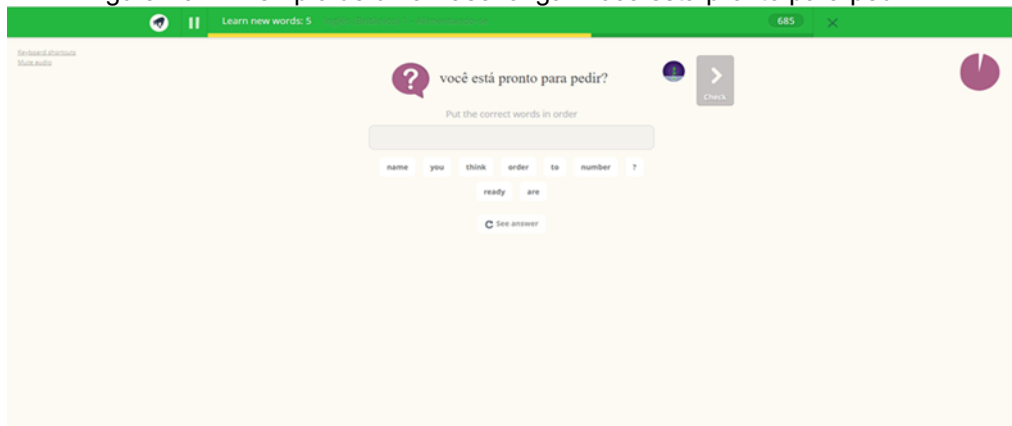 Learn new words: 5
685
Keyboard shortcuts
Mute audio
você está pronto para pedir?
Check
Put the correct words in order
name you think order to number ?
ready are
See answer